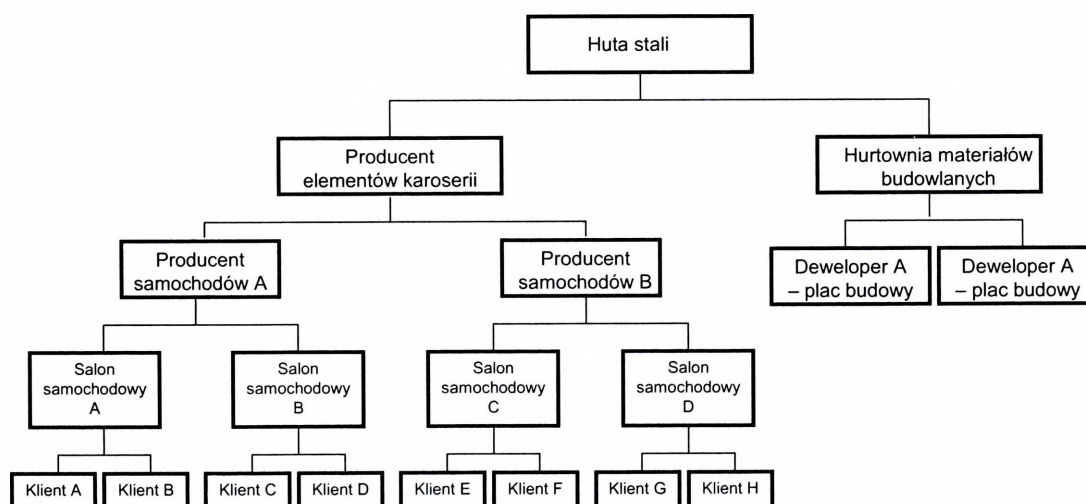 Huta stali
Producent
elementów karoserii
Hurtownia materiałów
budowlanych
Producent
samochodów A
Producent
samochodów B
Deweloper A
– plac budowy
Deweloper A
– plac budowy
Salon
samochodowy
A
Salon
samochodowy
B
Salon
samochodowy
C
Salon
samochodowy
D
Klient A
Klient B
Klient C
Klient D
Klient E
Klient F
Klient G
Klient H